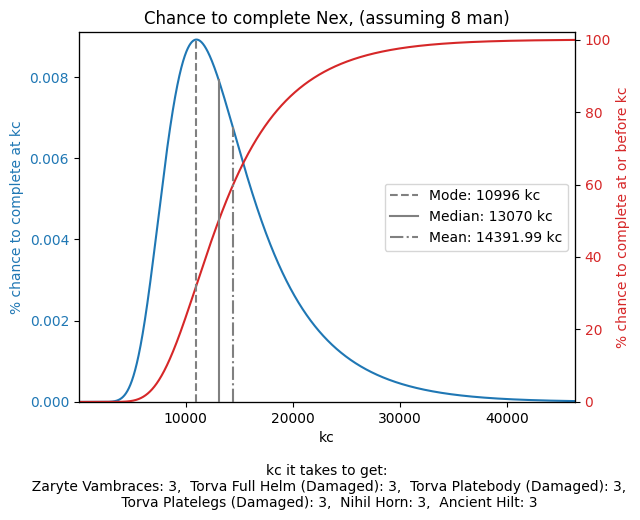 Chance to complete Nex, (assuming 8 man)
% chance to complete at kc
0.008
0.006
0.004
0.002
0.000
Mode: 10996 kc
Median: 13070 kc
Mean: 14391.99 kc
100
80
60
40
20
0
% chance to complete at or before kc
10000 20000 30000 40000
kc
kc it takes to get:
Zaryte Vambraces: 3, Torva Full Helm (Damaged): 3, Torva Platebody (Damaged): 3,
Torva Platelegs (Damaged): 3, Nihil Horn: 3, Ancient Hilt: 3